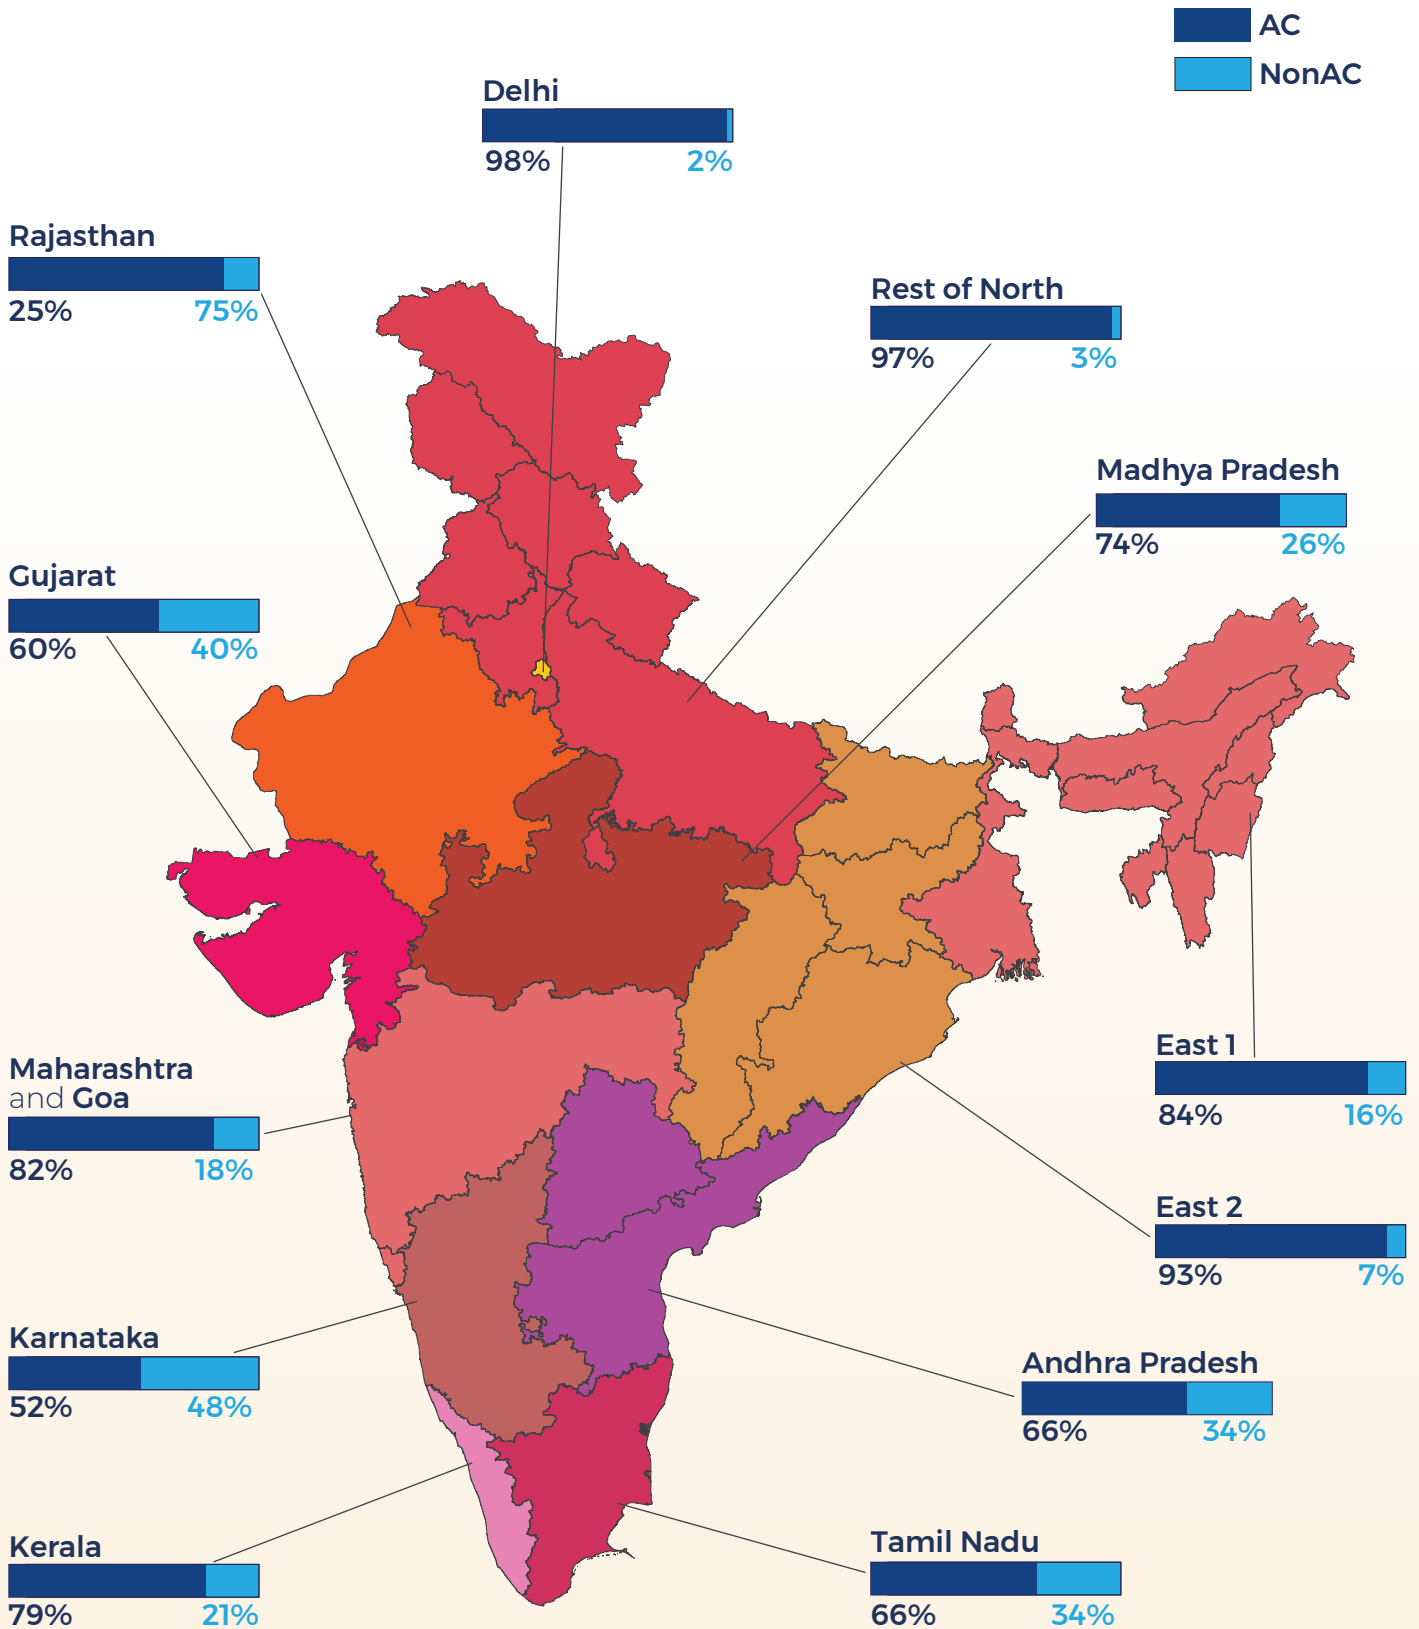 AC
NonAC
Delhi
98% 2%
Rajasthan
25% 75%
Rest of North
97% 3%
Madhya Pradesh
74% 26%
Gujarat
60% 40%
East 1
84% 16%
Maharashtra
and Goa
82% 18%
East 2
93% 7%
Karnataka
52% 48%
Andhra Pradesh
66% 34%
Kerala
79% 21%
Tamil Nadu
66% 34%